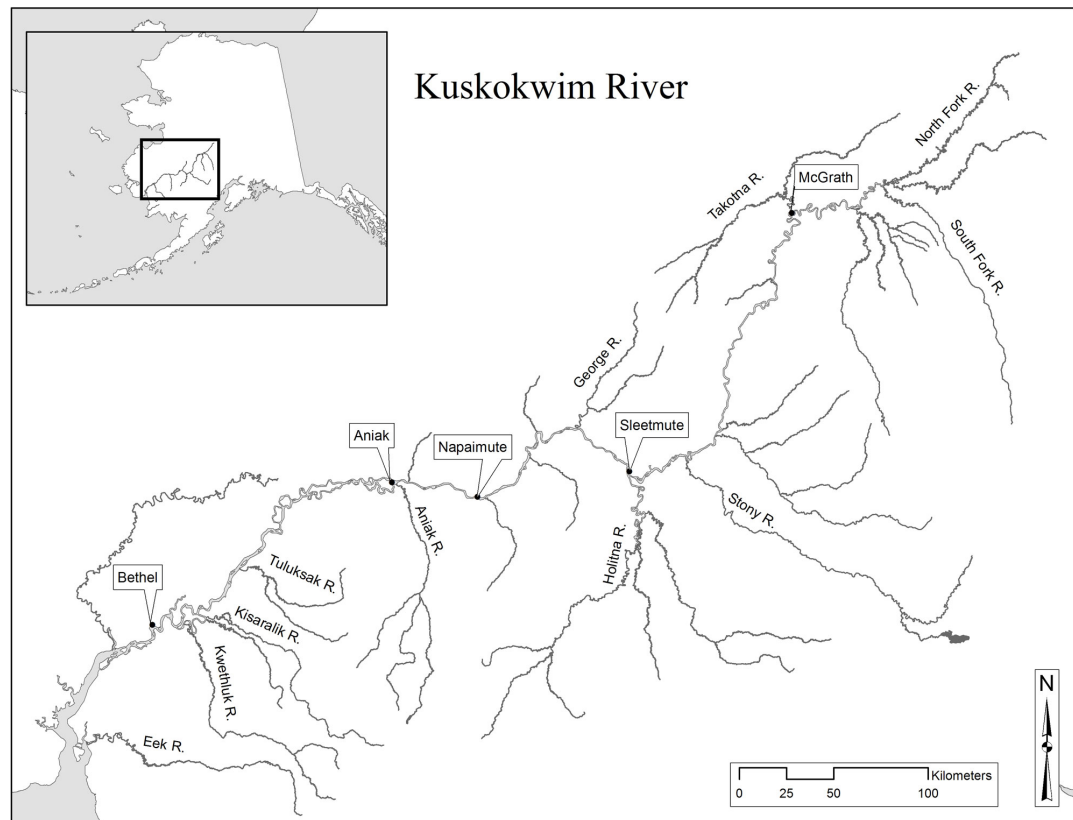 Kuskokwim River
North Fork R.
McGrath
Takotna R.
South Fork R.
George R.
Sleetmute
Aniak
Napaimute
Stony R.
Aniak R.
Holitna R.
Tuluksak R.
Bethel
Kisaralik R.
Kwethluk R.
Eek R.
N
Kilometers
0 25 50 100